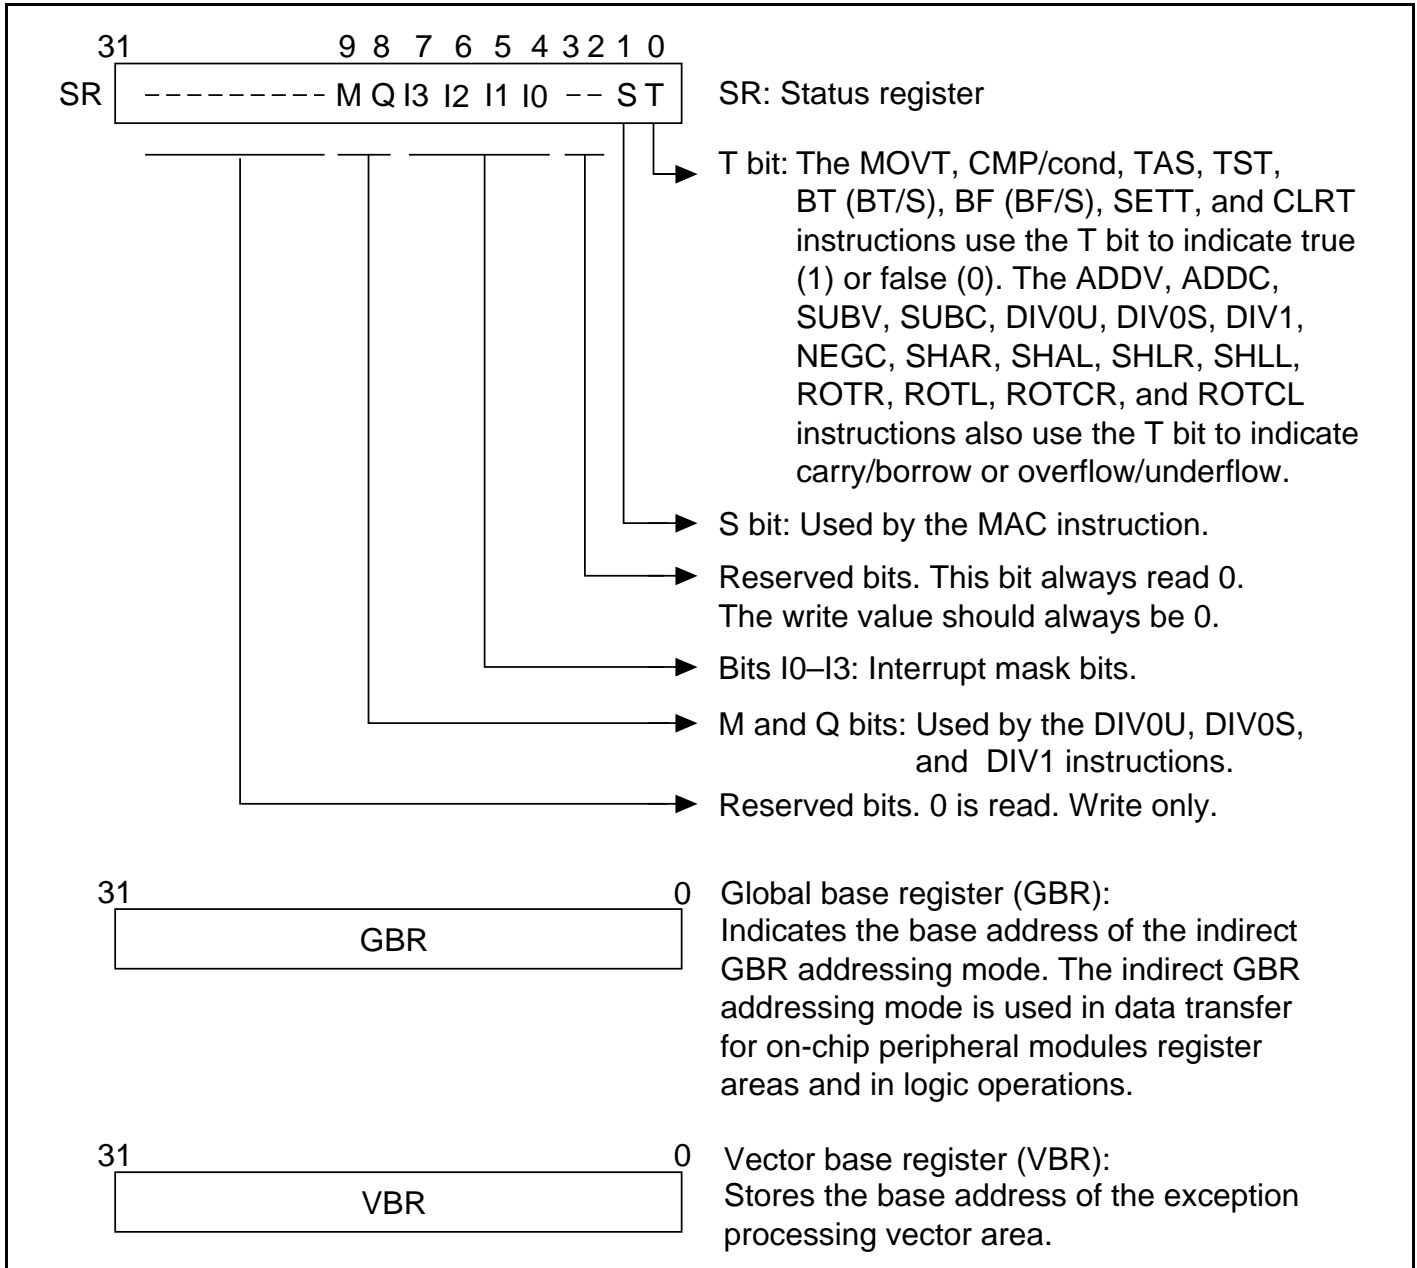 31 9 8 7 6 5 4 3 2 1 0
SR --------- M Q I3 I2 I1 I0 -- S T
SR: Status register
T bit: The MOVT, CMP/cond, TAS, TST,
BT (BT/S), BF (BF/S), SETT, and CLRT
instructions use the T bit to indicate true
(1) or false (0). The ADDV, ADDC,
SUBV, SUBC, DIV0U, DIV0S, DIV1,
NEGC, SHAR, SHAL, SHLR, SHLL,
ROTR, ROTL, ROTCR, and ROTCL
instructions also use the T bit to indicate
carry/borrow or overflow/underflow.
S bit: Used by the MAC instruction.
Reserved bits. This bit always read 0.
The write value should always be 0.
Bits I0–I3: Interrupt mask bits.
M and Q bits: Used by the DIV0U, DIV0S,
and DIV1 instructions.
Reserved bits. 0 is read. Write only.
31 0
GBR
Global base register (GBR):
Indicates the base address of the indirect
GBR addressing mode. The indirect GBR
addressing mode is used in data transfer
for on-chip peripheral modules register
areas and in logic operations.
31 0
VBR
Vector base register (VBR):
Stores the base address of the exception
processing vector area.